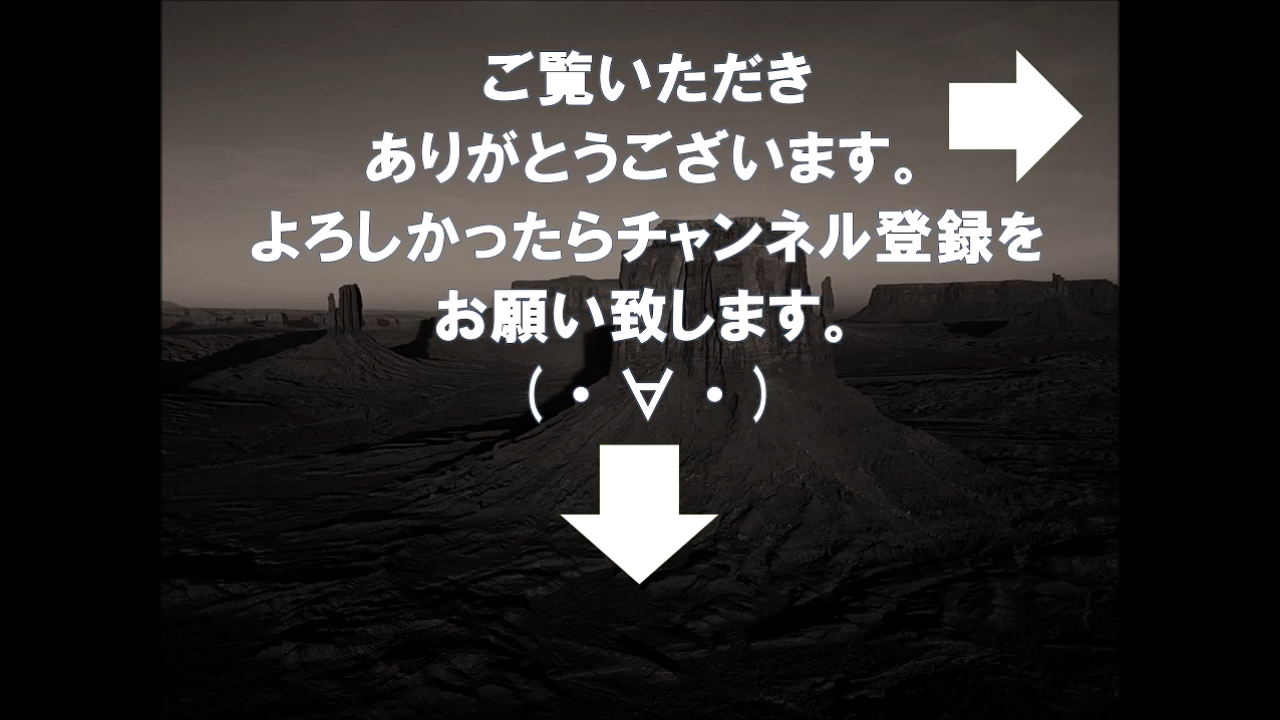 ご覧いただき
ありがとうございます。
よろしかったらチャンネル登録を
お願い致します。
(・∀・)